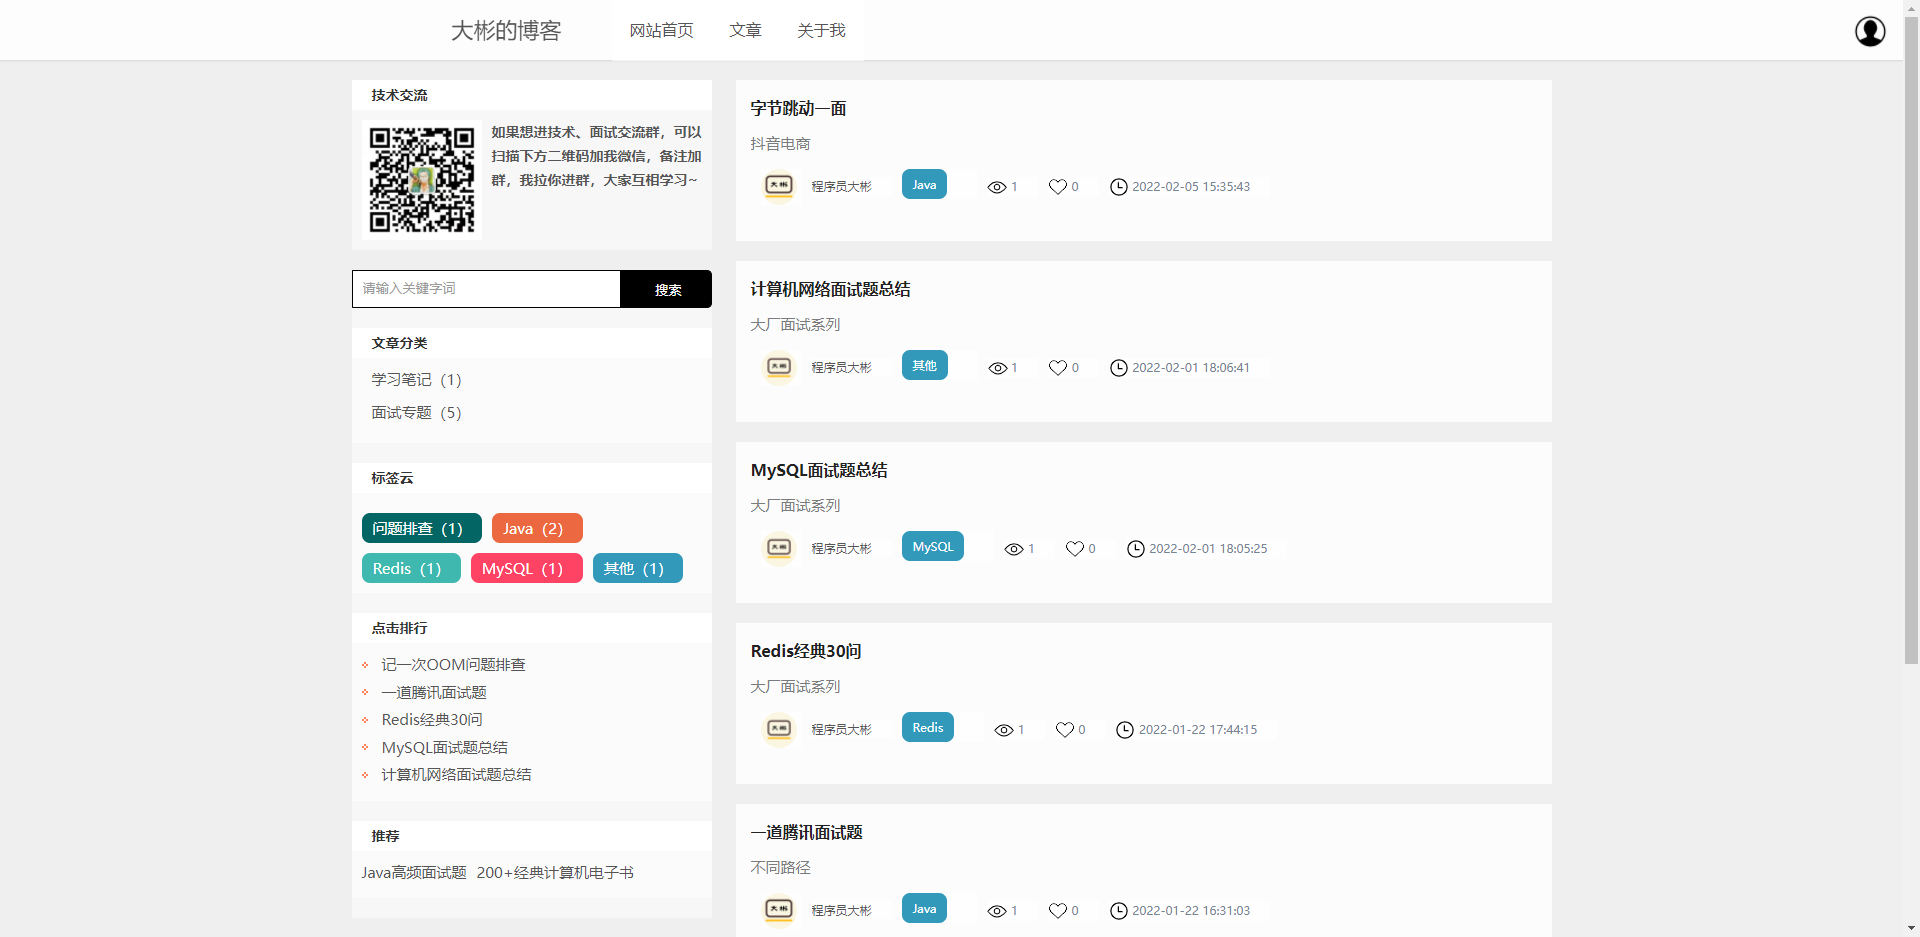 大彬的博客
网站首页 文章 关于我
技术交流
如果想进技术、面试交流群，可以
扫描下方二维码加我微信，备注加
群，我拉你进群，大家互相学习~
请输入关键字词 搜索
文章分类
学习笔记（1）
面试专题（5）
标签云
问题排查（1） Java（2）
Redis（1） MySQL（1） 其他（1）
点击排行
记一次OOM问题排查
一道腾讯面试题
Redis经典30问
MySQL面试题总结
计算机网络面试题总结
推荐
Java高频面试题 200+经典计算机电子书
字节跳动一面
抖音电商
大彬 程序员大彬 Java 1 0 2022-02-05 15:35:43
计算机网络面试题总结
大厂面试系列
大彬 程序员大彬 其他 1 0 2022-02-01 18:06:41
MySQL面试题总结
大厂面试系列
大彬 程序员大彬 MySQL 1 0 2022-02-01 18:05:25
Redis经典30问
大厂面试系列
大彬 程序员大彬 Redis 1 0 2022-01-22 17:44:15
一道腾讯面试题
不同路径
大彬 程序员大彬 Java 1 0 2022-01-22 16:31:03